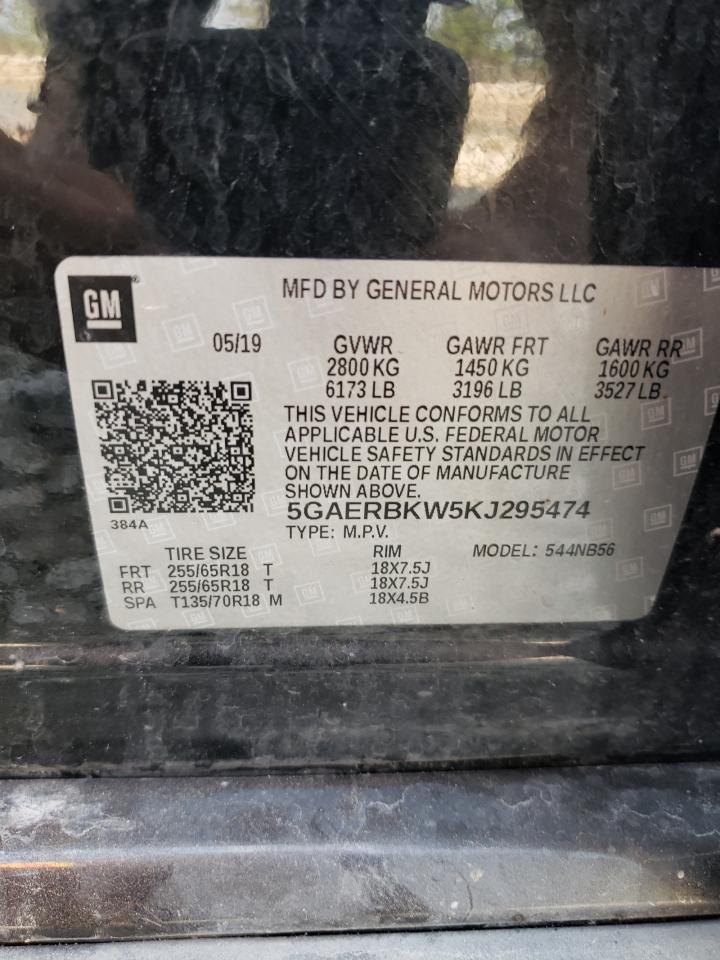 GM
MFD BY GENERAL MOTORS LLC
05/19 GVWR GAWR FRT GAWR RR
2800 KG 1450 KG 1600 KG
6173 LB 3196 LB 3527 LB
THIS VEHICLE CONFORMS TO ALL
APPLICABLE U.S. FEDERAL MOTOR
VEHICLE SAFETY STANDARDS IN EFFECT
ON THE DATE OF MANUFACTURE
SHOWN ABOVE.
5GAERBKW5KJ295474
384A
TYPE: M.P.V.
TIRE SIZE RIM MODEL: 544NB56
FRT 255/65R18 T 18X7.5J
RR 255/65R18 T 18X7.5J
SPA T135/70R18 M 18X4.5B